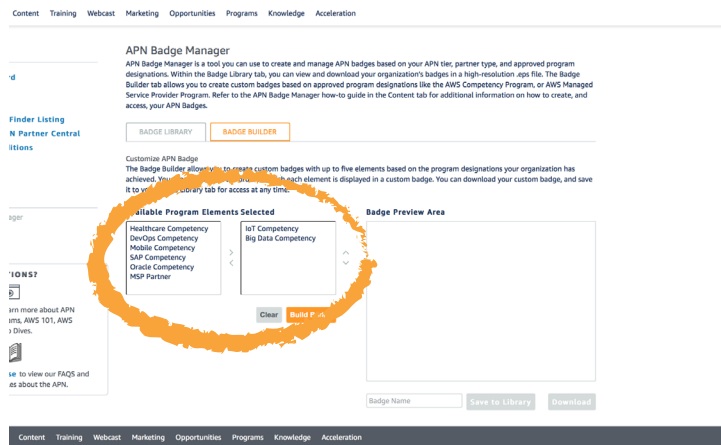 Content Training Webcast Marketing Opportunities Programs Knowledge Acceleration
APN Badge Manager
APN Badge Manager is a tool you can use to create and manage APN badges based on your APN tier, partner type, and approved program
designations. Within the Badge Library tab, you can view and download your organization's badges in a high-resolution .eps file. The Badge
Builder tab allows you to create custom badges based on approved program designations like the AWS Competency Program, or AWS Managed
Service Provider Program. Refer to the APN Badge Manager how-to guide in the Content tab for additional information on how to create, and
access, your APN Badges.
Finder Listing
N Partner Central
BADGE LIBRARY BADGE BUILDER
Customize APN Badge
The Badge Builder allows you to create custom badges with up to five elements based on the program designations your organization has
achieved. each element is displayed in a custom badge. You can download your custom badge, and save
it to library tab for access at any time.
Available Program Elements Selected Badge Preview Area
Healthcare Competency
DevOps Competency
Mobile Competency
SAP Competency
Oracle Competency
MSP Partner
IoT Competency
Big Data Competency
Clear Build
IONS?
arn more about APN
ms, AWS 101, AWS
Dives.
se to view our FAQS and
es about the APN.
Badge Name Save to Library Download
Content Training Webcast Marketing Opportunities Programs Knowledge Acceleration